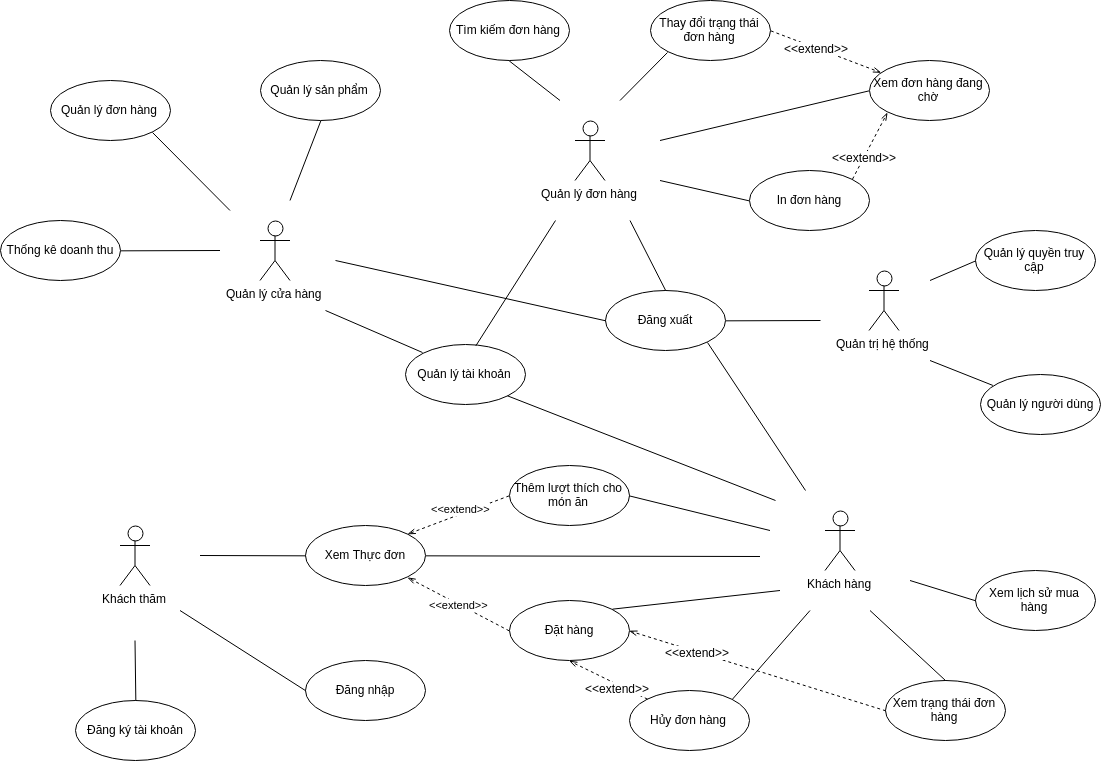 Tìm kiếm đơn hàng
Thay đổi trạng thái
đơn hàng
<<extend>>
Xem đơn hàng đang
chờ
Quản lý sản phẩm
Quản lý đơn hàng
<<extend>>
Quản lý đơn hàng
In đơn hàng
Thống kê doanh thu
Quản lý cửa hàng
Quản lý quyền truy
cập
Đăng xuất
Quản trị hệ thống
Quản lý tài khoản
Quản lý người dùng
Thêm lượt thích cho
món ăn
<<extend>>
Xem Thực đơn
Khách hàng
Khách thăm
<<extend>>
Xem lịch sử mua
hàng
Đặt hàng
<<extend>>
Đăng nhập
<<extend>>
Xem trạng thái đơn
hàng
Hủy đơn hàng
Đăng ký tài khoản